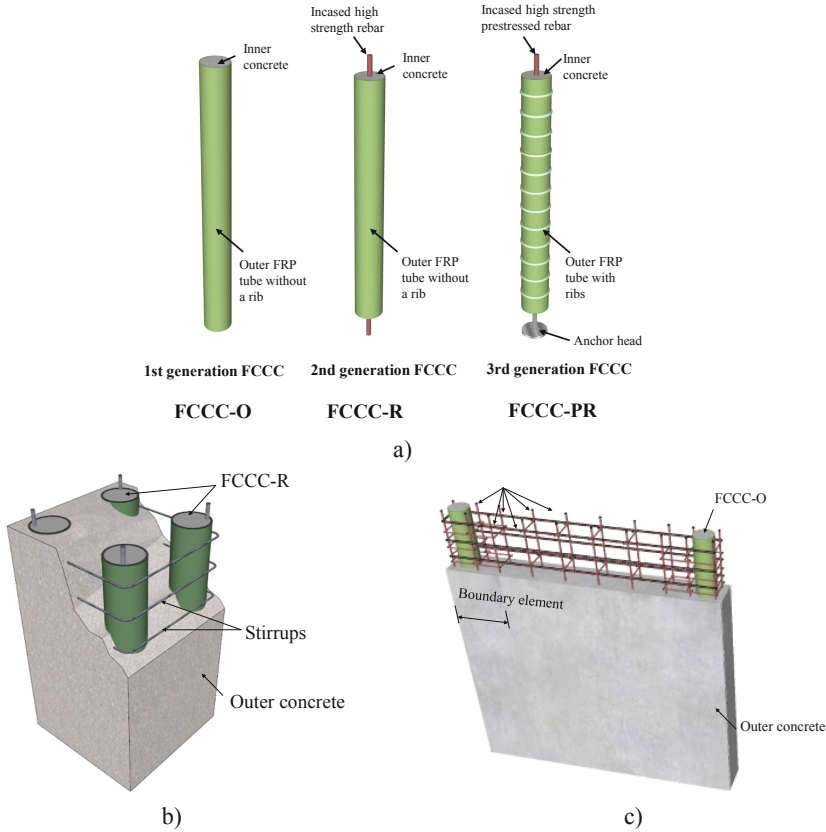 Inner
concrete
Incased high
strength rebar
Inner
concrete
Incased high strength
prestressed rebar
Inner
concrete
Outer FRP
tube without
a rib
Outer FRP
tube without
a rib
Outer FRP
tube with
ribs
Anchor head
1st generation FCCC
2nd generation FCCC
3rd generation FCCC
FCCC-O
FCCC-R
FCCC-PR
a)
FCCC-R
Stirrups
Outer concrete
b)
FCCC-O
Boundary element
Outer concrete
c)